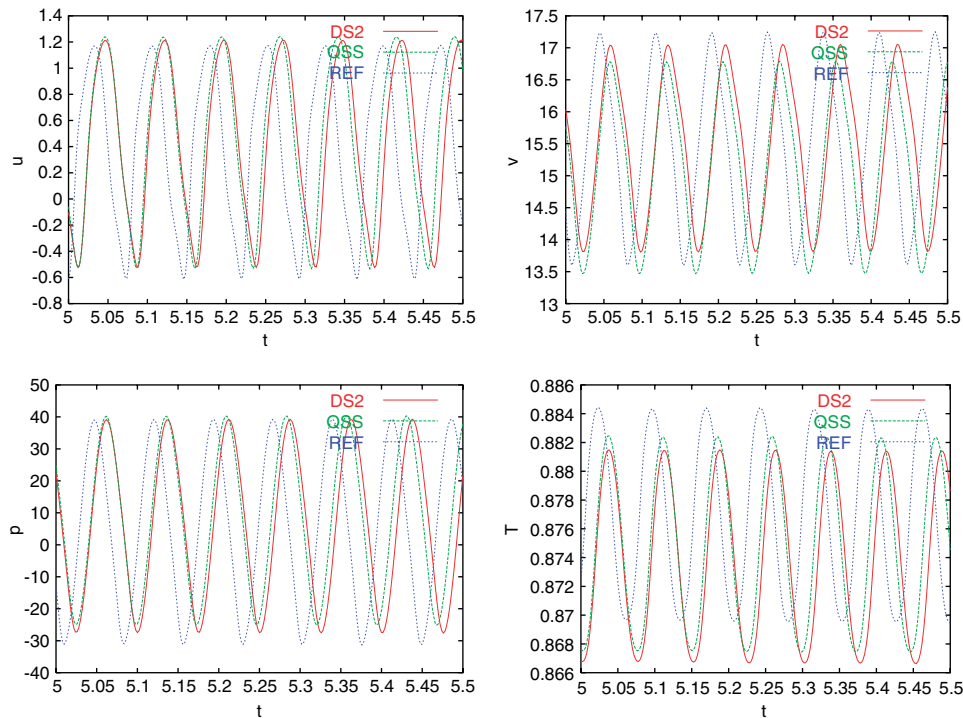 1.4
1.2
1
0.8
0.6
0.4
0.2
0
-0.2
-0.4
-0.6
-0.8
u
DS2
QSS
REF
5 5.05 5.1 5.15 5.2 5.25 5.3 5.35 5.4 5.45 5.5
t
17.5
17
16.5
16
15.5
15
14.5
14
13.5
13
v
DS2
QSS
REF
5 5.05 5.1 5.15 5.2 5.25 5.3 5.35 5.4 5.45 5.5
t
50
40
30
20
10
0
-10
-20
-30
-40
p
DS2
QSS
REF
5 5.05 5.1 5.15 5.2 5.25 5.3 5.35 5.4 5.45 5.5
t
0.886
0.884
0.882
0.88
0.878
0.876
0.874
0.872
0.87
0.868
0.866
T
DS2
QSS
REF
5 5.05 5.1 5.15 5.2 5.25 5.3 5.35 5.4 5.45 5.5
t